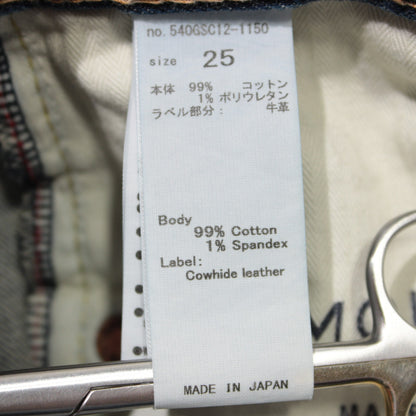 no. 540GSC12-1150
size 25
本体 99% コットン
1% ポリウレタン
ラベル部分: 牛革
Body
99% Cotton
1% Spandex
Label:
Cowhide leather
MADE IN JAPAN